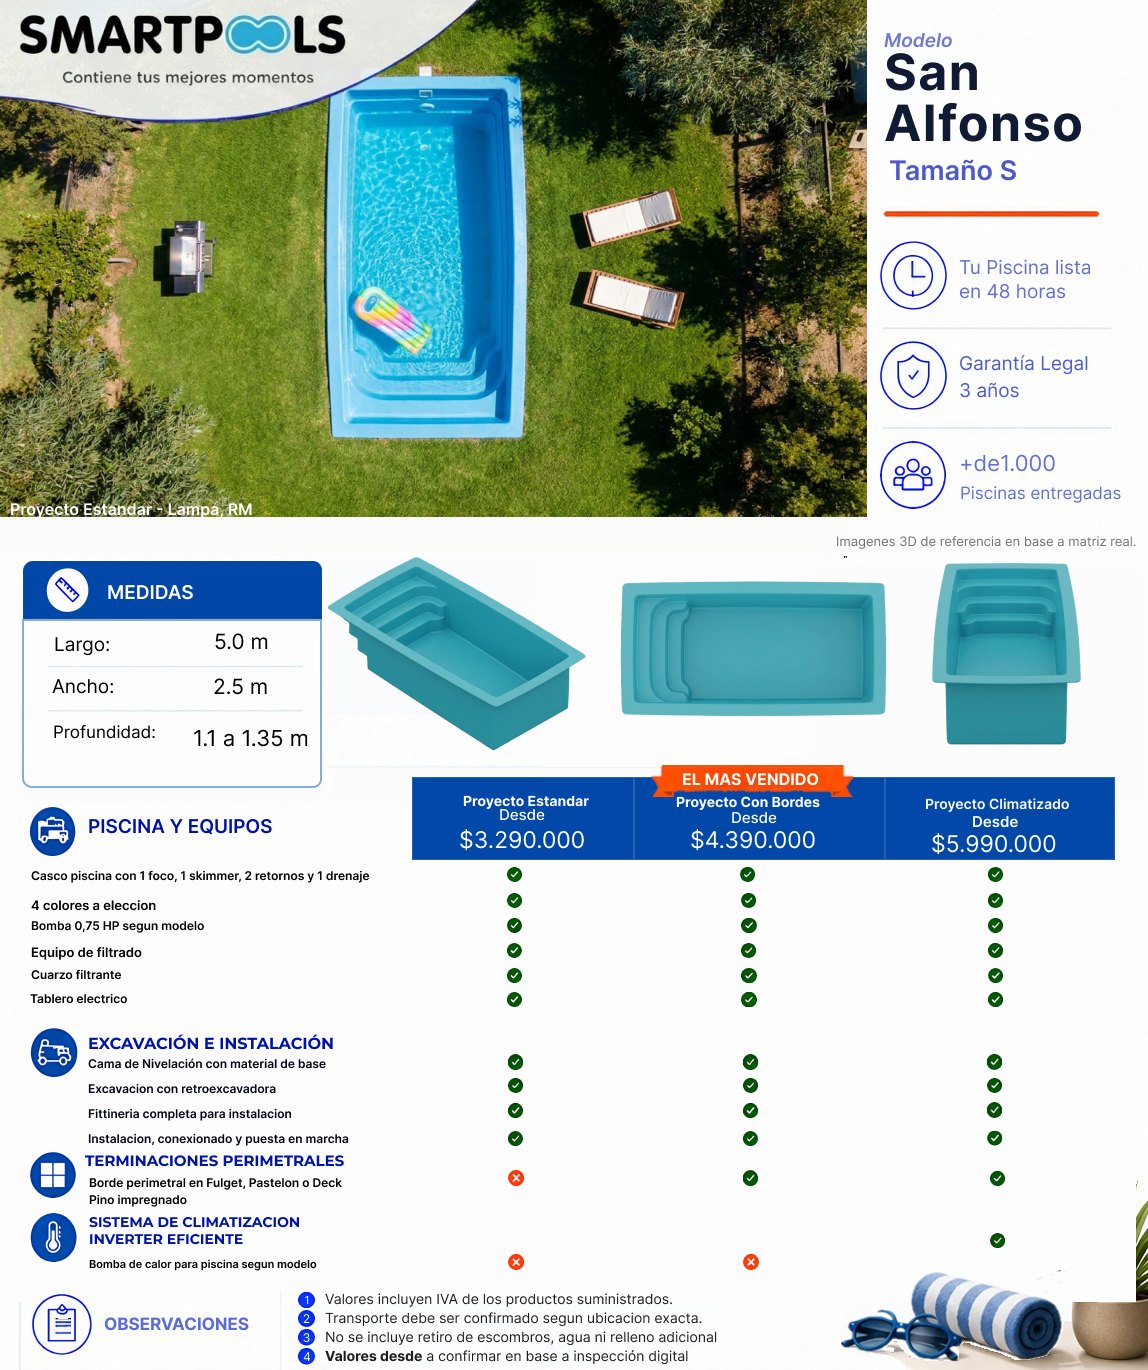 SMARTPOOLS
Contiene tus mejores momentos
Modelo
San
Alfonso
Tamaño S
Tu Piscina lista
en 48 horas
Garantía Legal
3 años
+de1.000
Piscinas entregadas
Proyecto Estandar - Lampa, RM
Imagenes 3D de referencia en base a matriz real.
MEDIDAS
Largo: 5.0 m
Ancho: 2.5 m
Profundidad: 1.1 a 1.35 m
EL MAS VENDIDO
Proyecto Estandar
Desde
$3.290.000
Proyecto Con Bordes
Desde
$4.390.000
Proyecto Climatizado
Desde
$5.990.000
PISCINA Y EQUIPOS
Casco piscina con 1 foco, 1 skimmer, 2 retornos y 1 drenaje
4 colores a eleccion
Bomba 0,75 HP segun modelo
Equipo de filtrado
Cuarzo filtrante
Tablero electrico
EXCAVACIÓN E INSTALACIÓN
Cama de Nivelación con material de base
Excavacion con retroexcavadora
Fittineria completa para instalacion
Instalacion, conexionado y puesta en marcha
TERMINACIONES PERIMETRALES
Borde perimetral en Fulget, Pastelon o Deck
Pino impregnado
SISTEMA DE CLIMATIZACION
INVERTER EFICIENTE
Bomba de calor para piscina segun modelo
OBSERVACIONES
1 Valores incluyen IVA de los productos suministrados.
2 Transporte debe ser confirmado segun ubicacion exacta.
3 No se incluye retiro de escombros, agua ni relleno adicional
4 Valores desde a confirmar en base a inspección digital